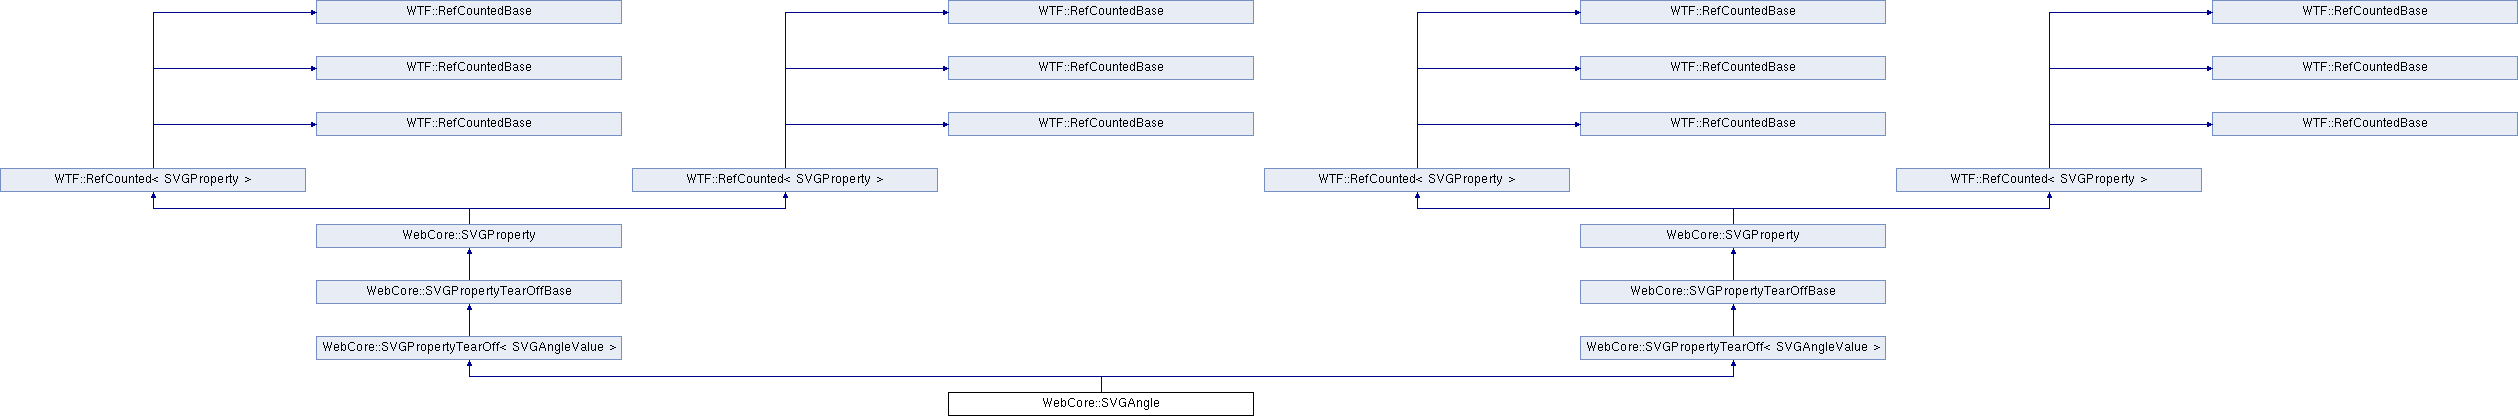 WTF::RefCountedBase
WTF::RefCountedBase
WTF::RefCountedBase
WTF::RefCountedBase
WTF::RefCountedBase
WTF::RefCountedBase
WTF::RefCountedBase
WTF::RefCountedBase
WTF::RefCountedBase
WTF::RefCountedBase
WTF::RefCountedBase
WTF::RefCountedBase
WTF::RefCounted< SVGProperty >
WTF::RefCounted< SVGProperty >
WTF::RefCounted< SVGProperty >
WTF::RefCounted< SVGProperty >
WebCore::SVGProperty
WebCore::SVGProperty
WebCore::SVGPropertyTearOffBase
WebCore::SVGPropertyTearOffBase
WebCore::SVGPropertyTearOff< SVGAngleValue >
WebCore::SVGPropertyTearOff< SVGAngleValue >
WebCore::SVGAngle